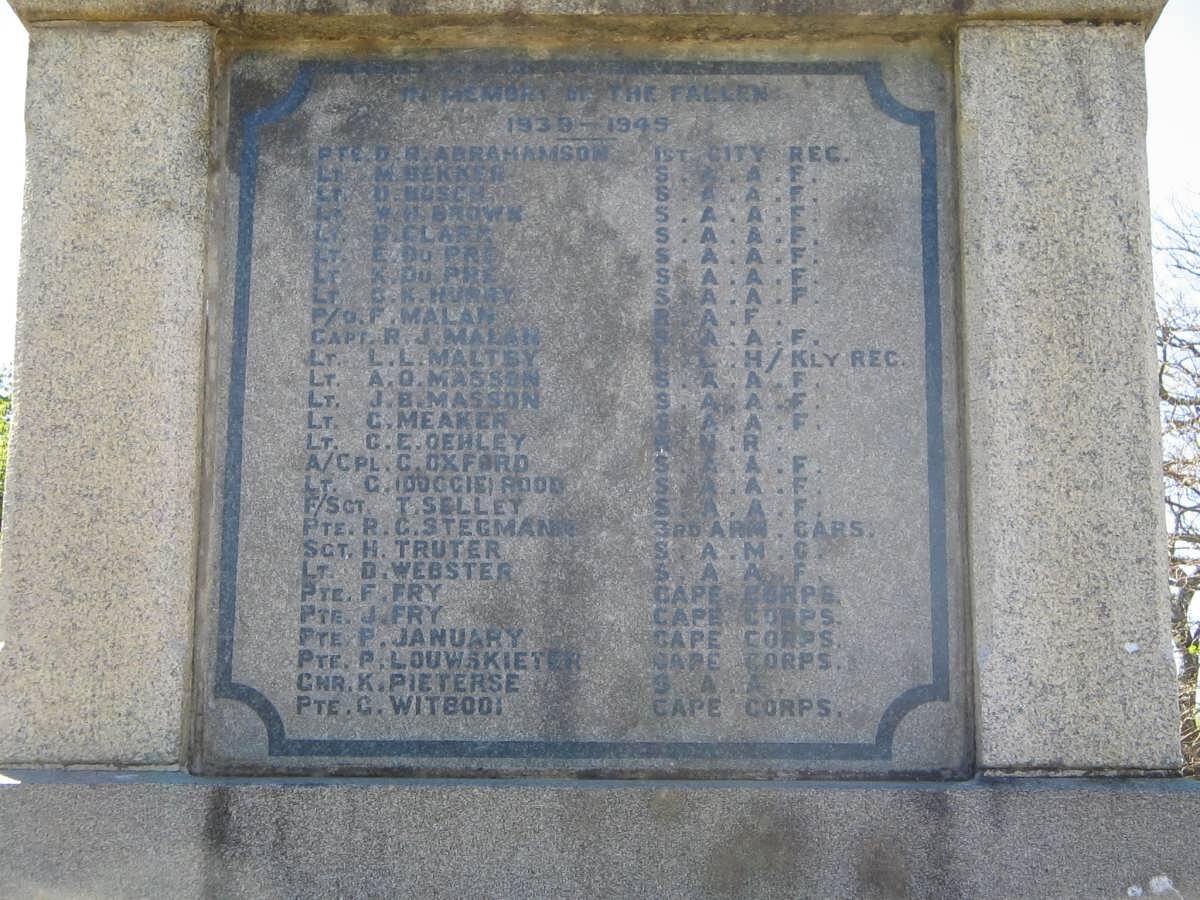 IN MEMORY OF THE FALLEN
1939—1945
PTE. D. R. ABRAHAMSON 1ST CITY REG.
LT. M. BEKKER S.A.A.F.
LT. D. BOSCH S.A.A.F.
LT. W. H. BROWN S.A.A.F.
LT. CLARK S.A.A.F.
LT. E. DU PRE S.A.A.F.
LT. K. DU PRE S.A.A.F.
LT. K. HURRY S.A.A.F.
P/O. F. MALAN R.A.F.
CAPT. R. J. MALAN S.A.A.F.
LT. L. L. MALTBY I.L.H/KLY REG.
LT. A. O. MASSON S.A.A.F.
LT. J. B. MASSON S.A.A.F.
LT. G. MEAKER S.A.A.F.
LT. G. E. OEHLEY R.N.R.
A/CPL. G. OXFORD S.A.A.F.
LT. G. (DUGGIE) ROOD S.A.A.F.
F/SGT. T. SELLEY S.A.A.F.
PTE. R. G. STEGMANN 3RD ARM. CARS.
SGT. H. TRUTER S.A.M.C.
LT. D. WEBSTER S.A.A.F.
PTE. F. FRY CAPE CORPS.
PTE. J. FRY CAPE CORPS.
PTE. P. JANUARY CAPE CORPS.
PTE. P. LOUWSKIETER CAPE CORPS.
GNR. K. PIETERSE S.A.A.
PTE. G. WITBOOI CAPE CORPS.